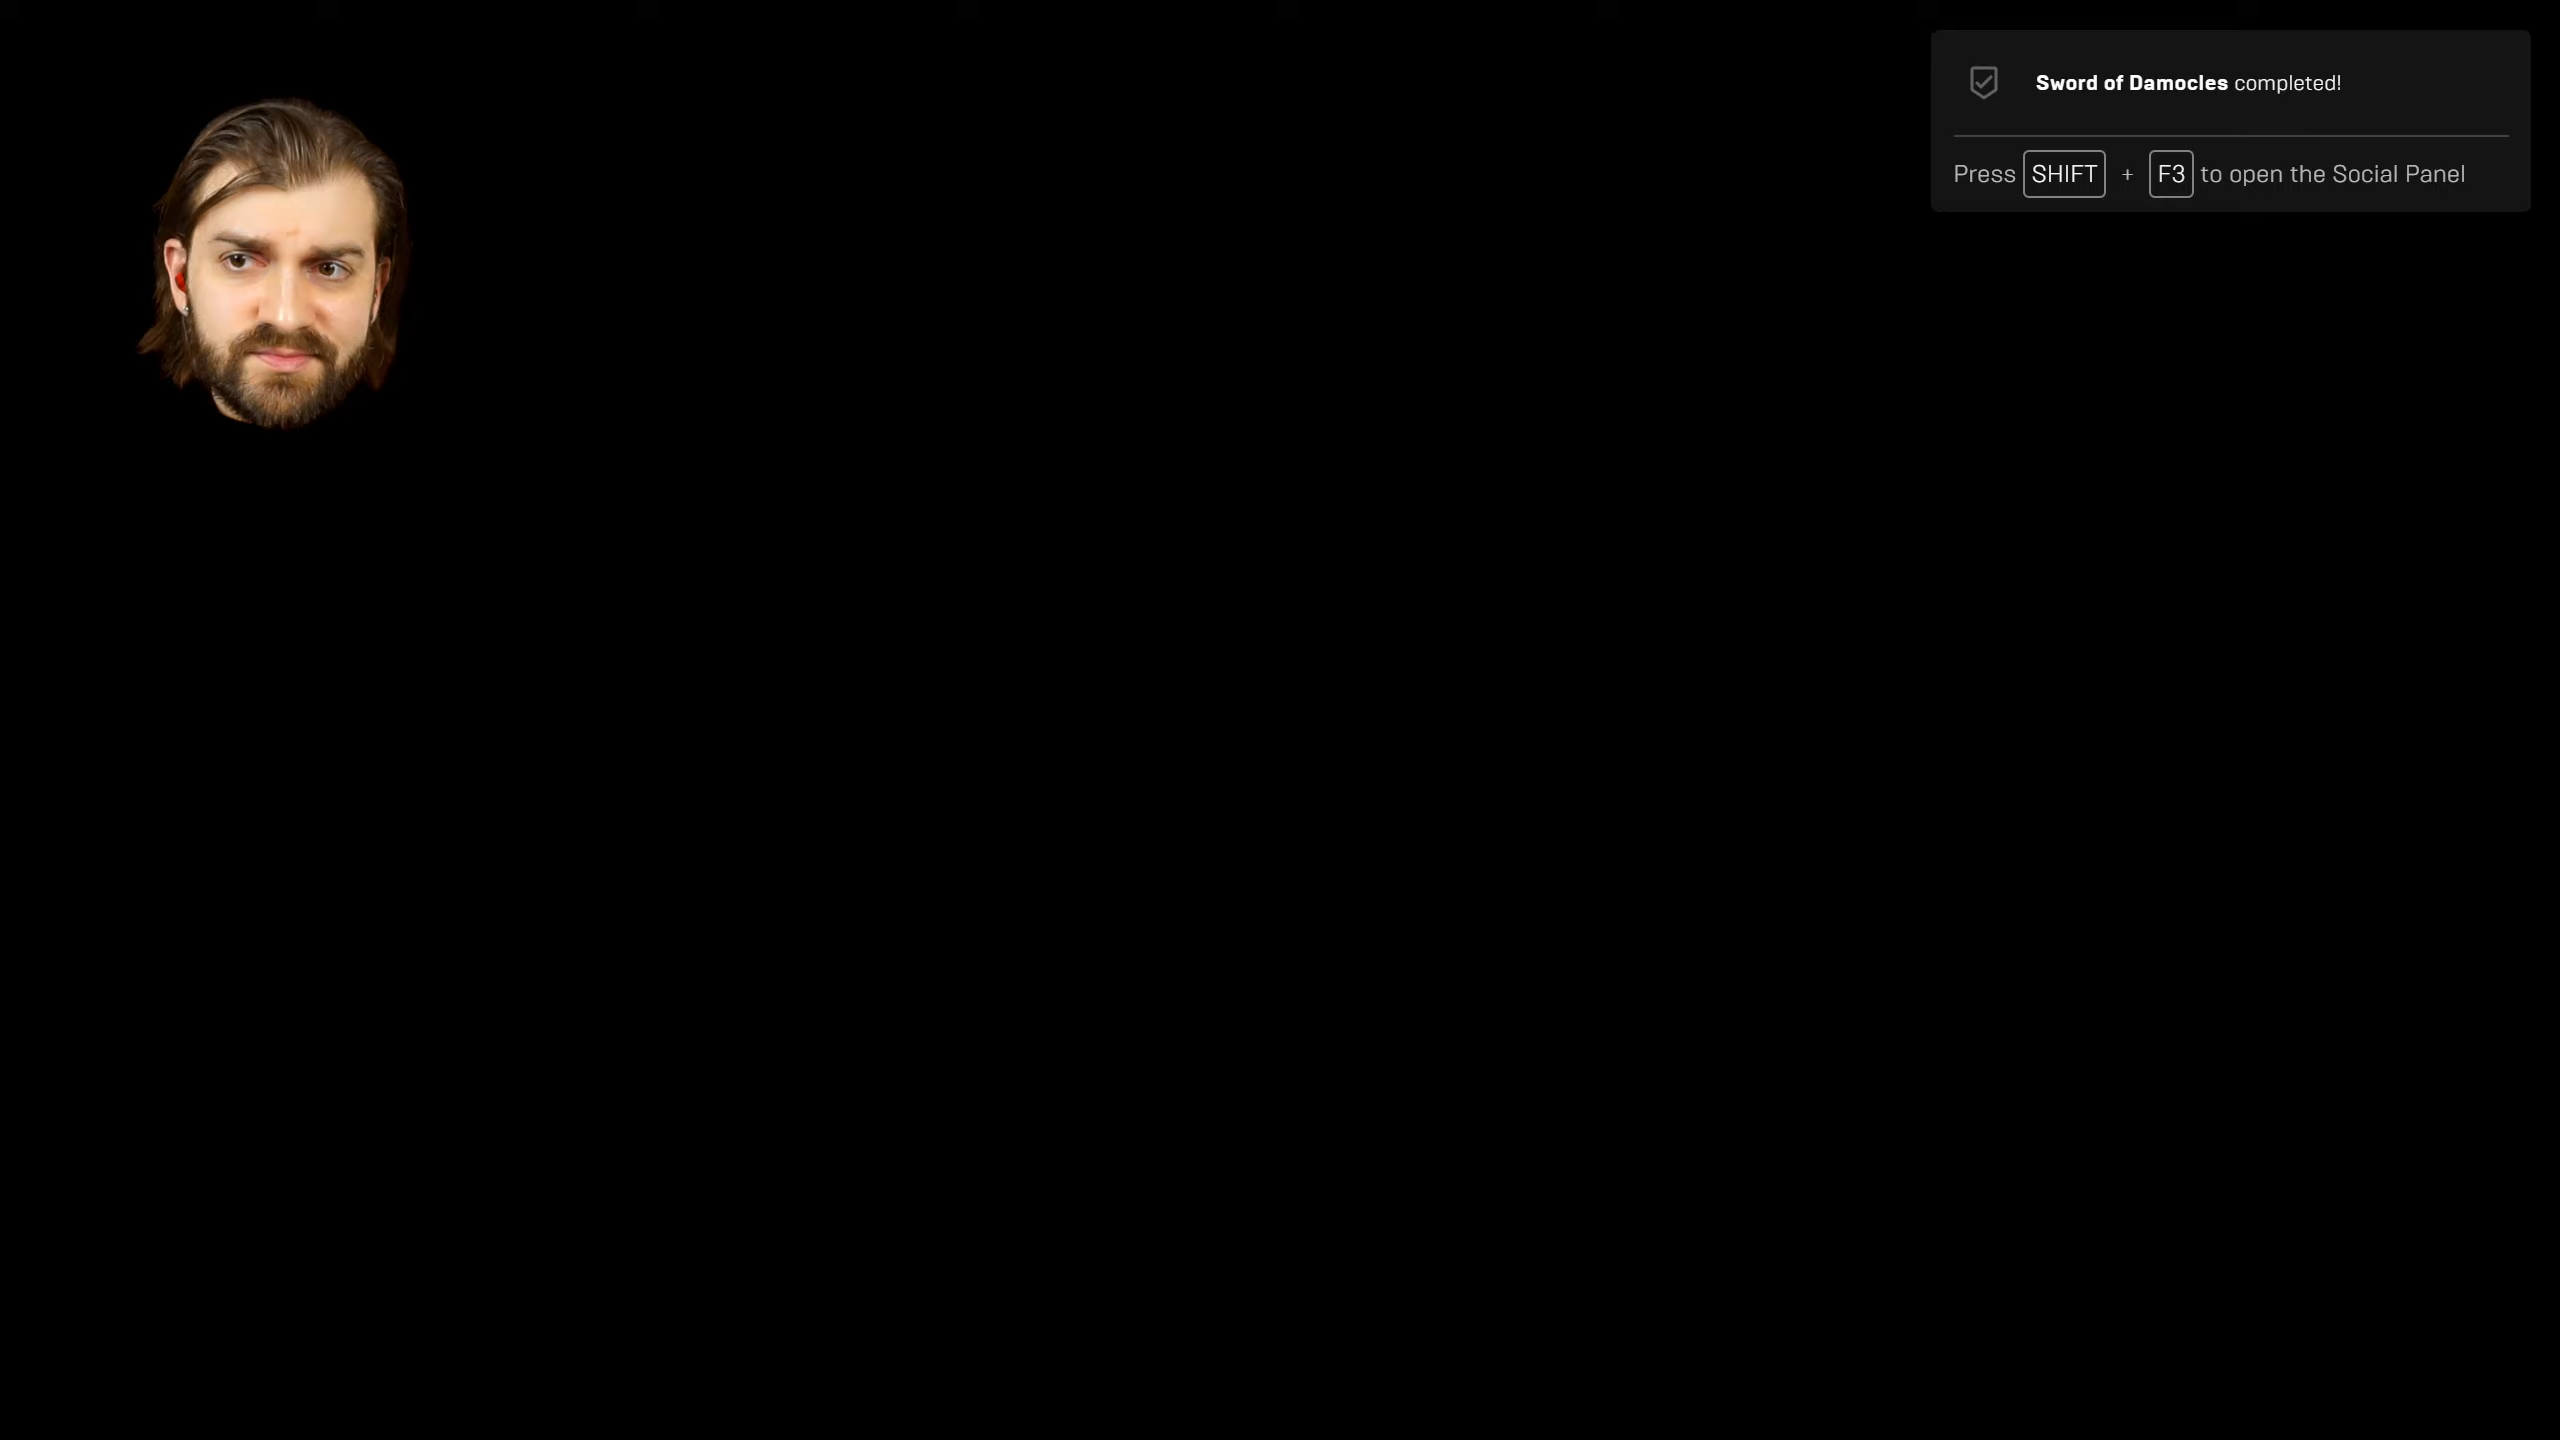 Sword of Damocles completed!
Press SHIFT + F3 to open the Social Panel